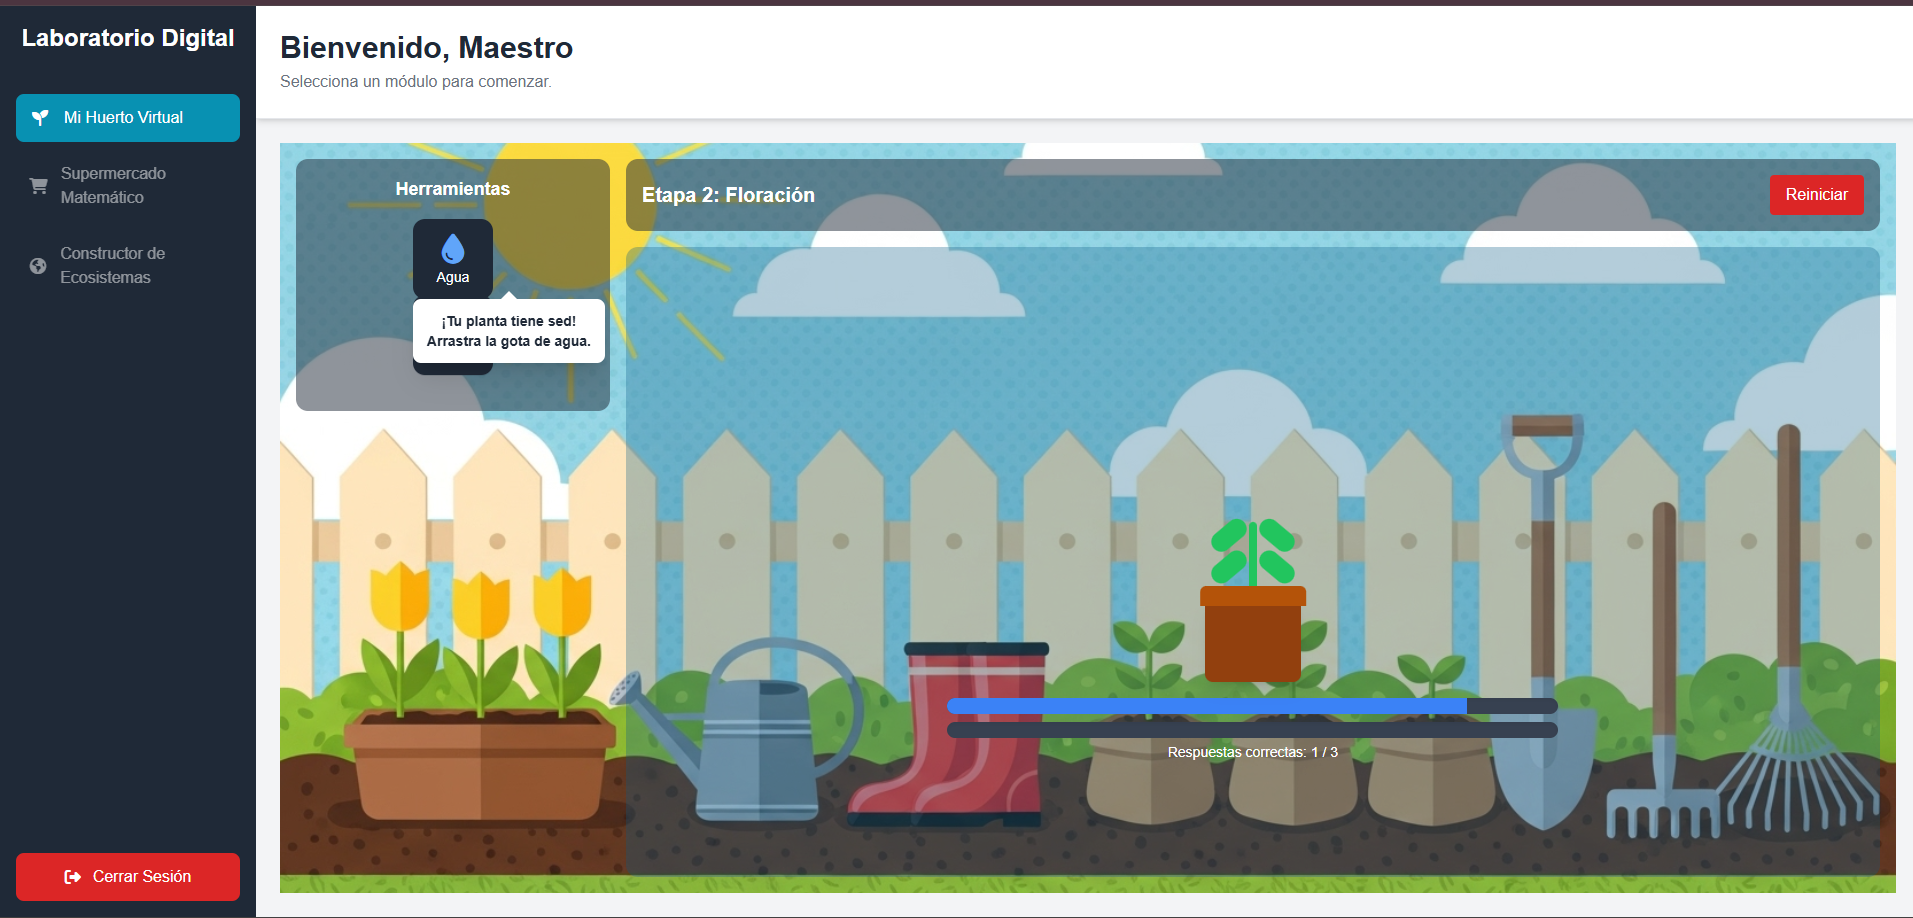 Laboratorio Digital
Mi Huerto Virtual
Supermercado
Matemático
Constructor de
Ecosistemas
Cerrar Sesión
Bienvenido, Maestro
Selecciona un módulo para comenzar.
Herramientas
Agua
¡Tu planta tiene sed!
Arrastra la gota de agua.
Etapa 2: Floración
Reiniciar
Respuestas correctas: 1 / 3